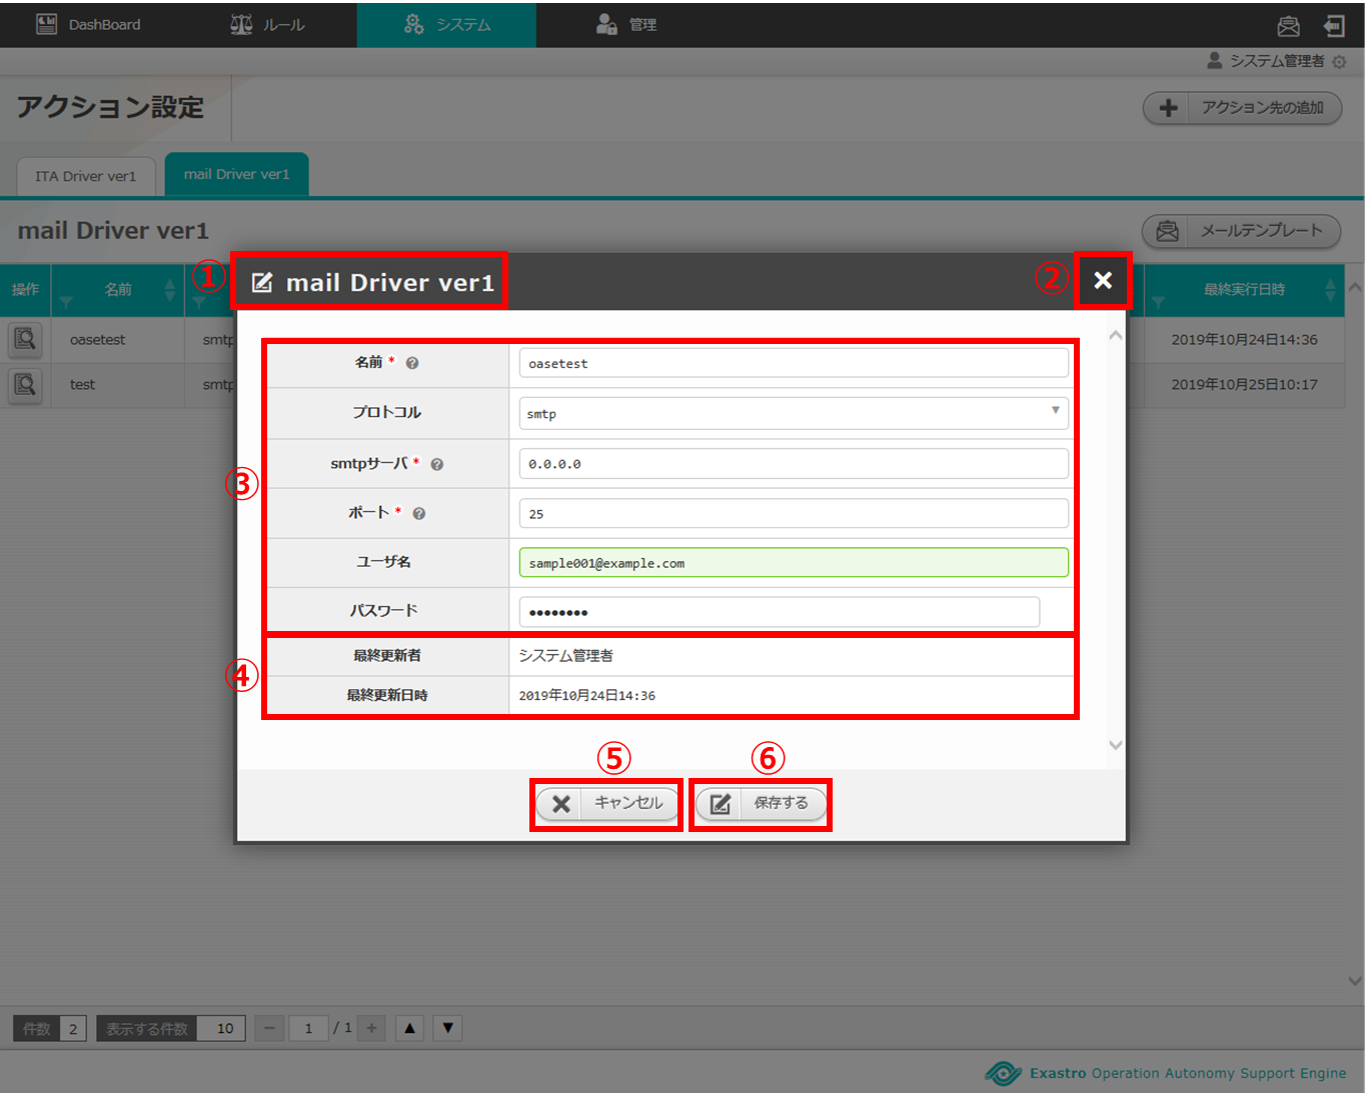 DashBoard ルール システム 管理
システム管理者
アクション設定
アクション先の追加
ITA Driver ver1 mail Driver ver1
mail Driver ver1
メールテンプレート
① mail Driver ver1 ②
操作 名前 最終実行日時
oasetest smtp 2019年10月24日14:36
test smtp 2019年10月25日10:17
③
名前 * oasetest
プロトコル smtp
smtpサーバ * 0.0.0.0
ポート * 25
ユーザ名 sample001@example.com
パスワード ••••••••
④
最終更新者 システム管理者
最終更新日時 2019年10月24日14:36
⑤ ⑥
キャンセル 保存する
件数 2 表示する件数 10 − 1 / 1 + ▲ ▼
Exastro Operation Autonomy Support Engine